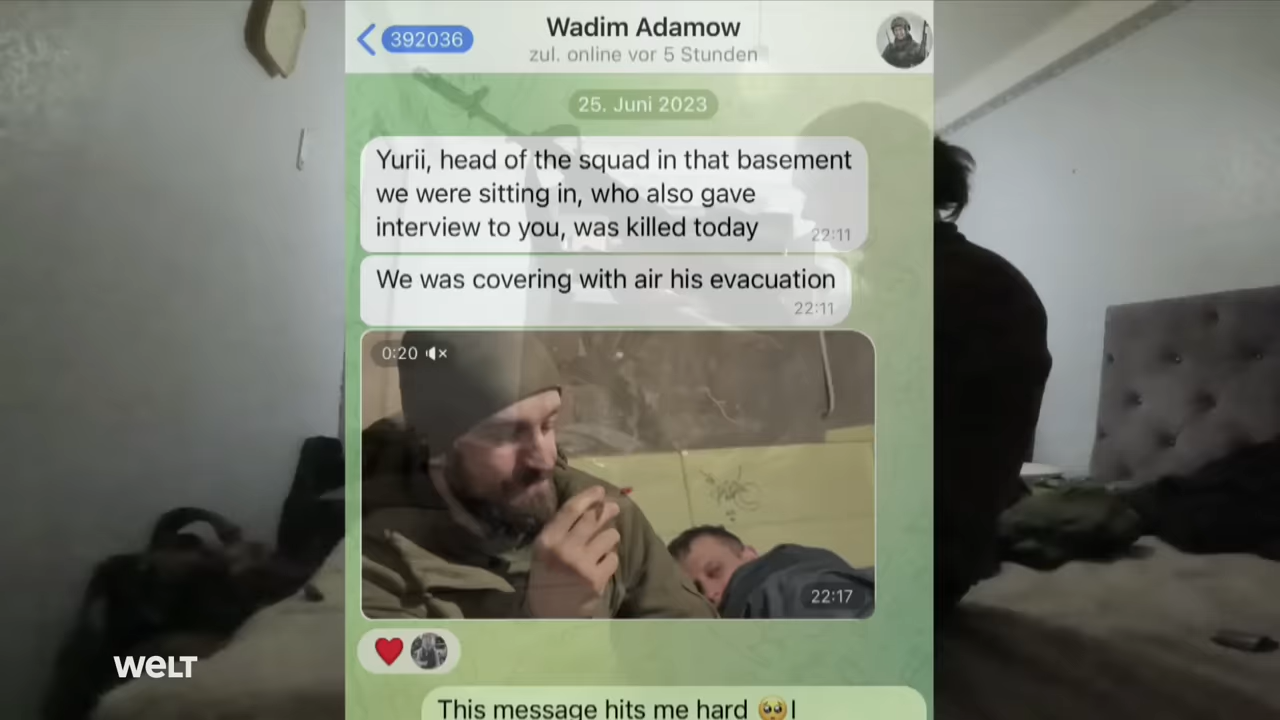 392036
Wadim Adamow
zul. online vor 5 Stunden
25. Juni 2023
Yurii, head of the squad in that basement
we were sitting in, who also gave
interview to you, was killed today
22:11
We was covering with air his evacuation
22:11
0:20
22:17
WELT
This message hits me hard 🥺 I